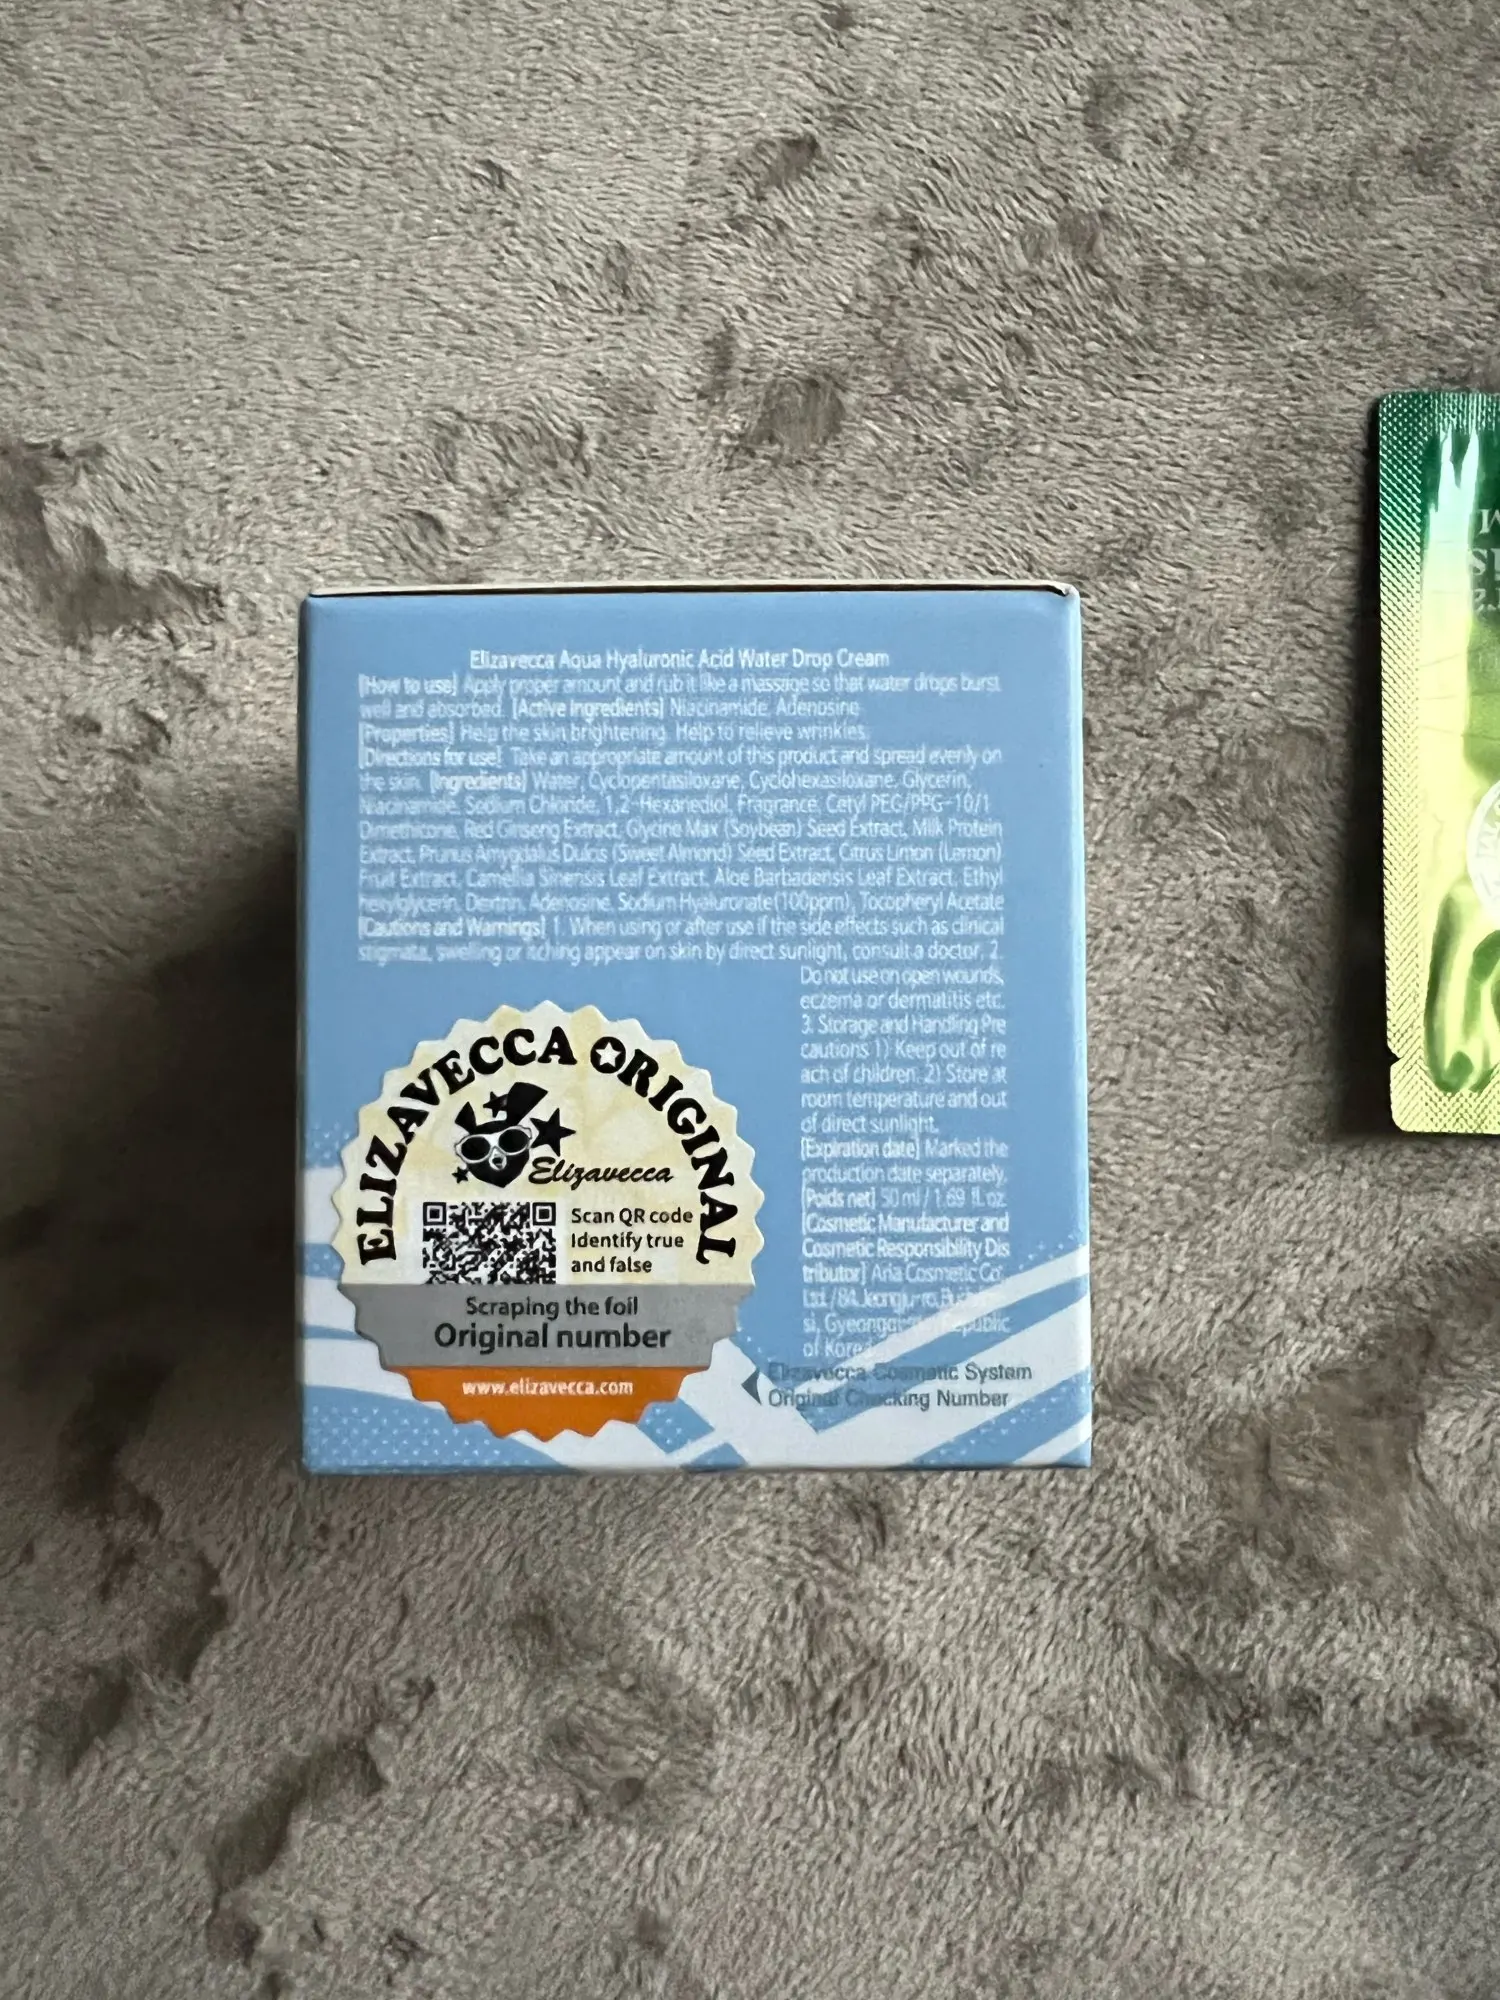 Elizavecca Aqua Hyaluronic Acid Water Drop Cream
[How to use] Apply proper amount and rub it like a massage so that water drops burst
well and absorbed. [Active Ingredients] Niacinamide, Adenosine
[Properties] Help the skin brightening. Help to relieve wrinkles.
[Directions for use] Take an appropriate amount of this product and spread evenly on
the skin. [Ingredients] Water, Cyclopentasiloxane, Cyclohexasiloxane, Glycerin,
Niacinamide, Sodium Chloride, 1,2-Hexanediol, Fragrance, Cetyl PEG/PPG-10/1
Dimethicone, Red Ginseng Extract, Glycine Max (Soybean) Seed Extract, Milk Protein
Extract, Prunus Amygdalus Dulcis (Sweet Almond) Seed Extract, Citrus Limon (Lemon)
Fruit Extract, Camellia Sinensis Leaf Extract, Aloe Barbadensis Leaf Extract, Ethyl
hexylglycerin, Dextrin, Adenosine, Sodium Hyaluronate(100ppm), Tocopheryl Acetate
[Cautions and Warnings] 1. When using or after use if the side effects such as clinical
stigmata, swelling or itching appear on skin by direct sunlight, consult a doctor, 2.
Do not use on open wounds,
eczema or dermatitis etc.
3. Storage and Handling Pre
cautions 1) Keep out of re
ach of children. 2) Store at
room temperature and out
of direct sunlight.
[Expiration date] Marked the
production date separately.
[Poids net] 50 ml / 1.69 fl.oz.
[Cosmetic Manufacturer and
Cosmetic Responsibility Dis
tributor] Aria Cosmetic Co.,
Ltd./84, Jeongju-ro,
si, Republic
of Korea
ELIZAVECCA ORIGINAL
Elizavecca
Scan QR code
Identify true
and false
Scraping the foil
Original number
www.elizavecca.com
Elizavecca Cosmetic System
Original Checking Number